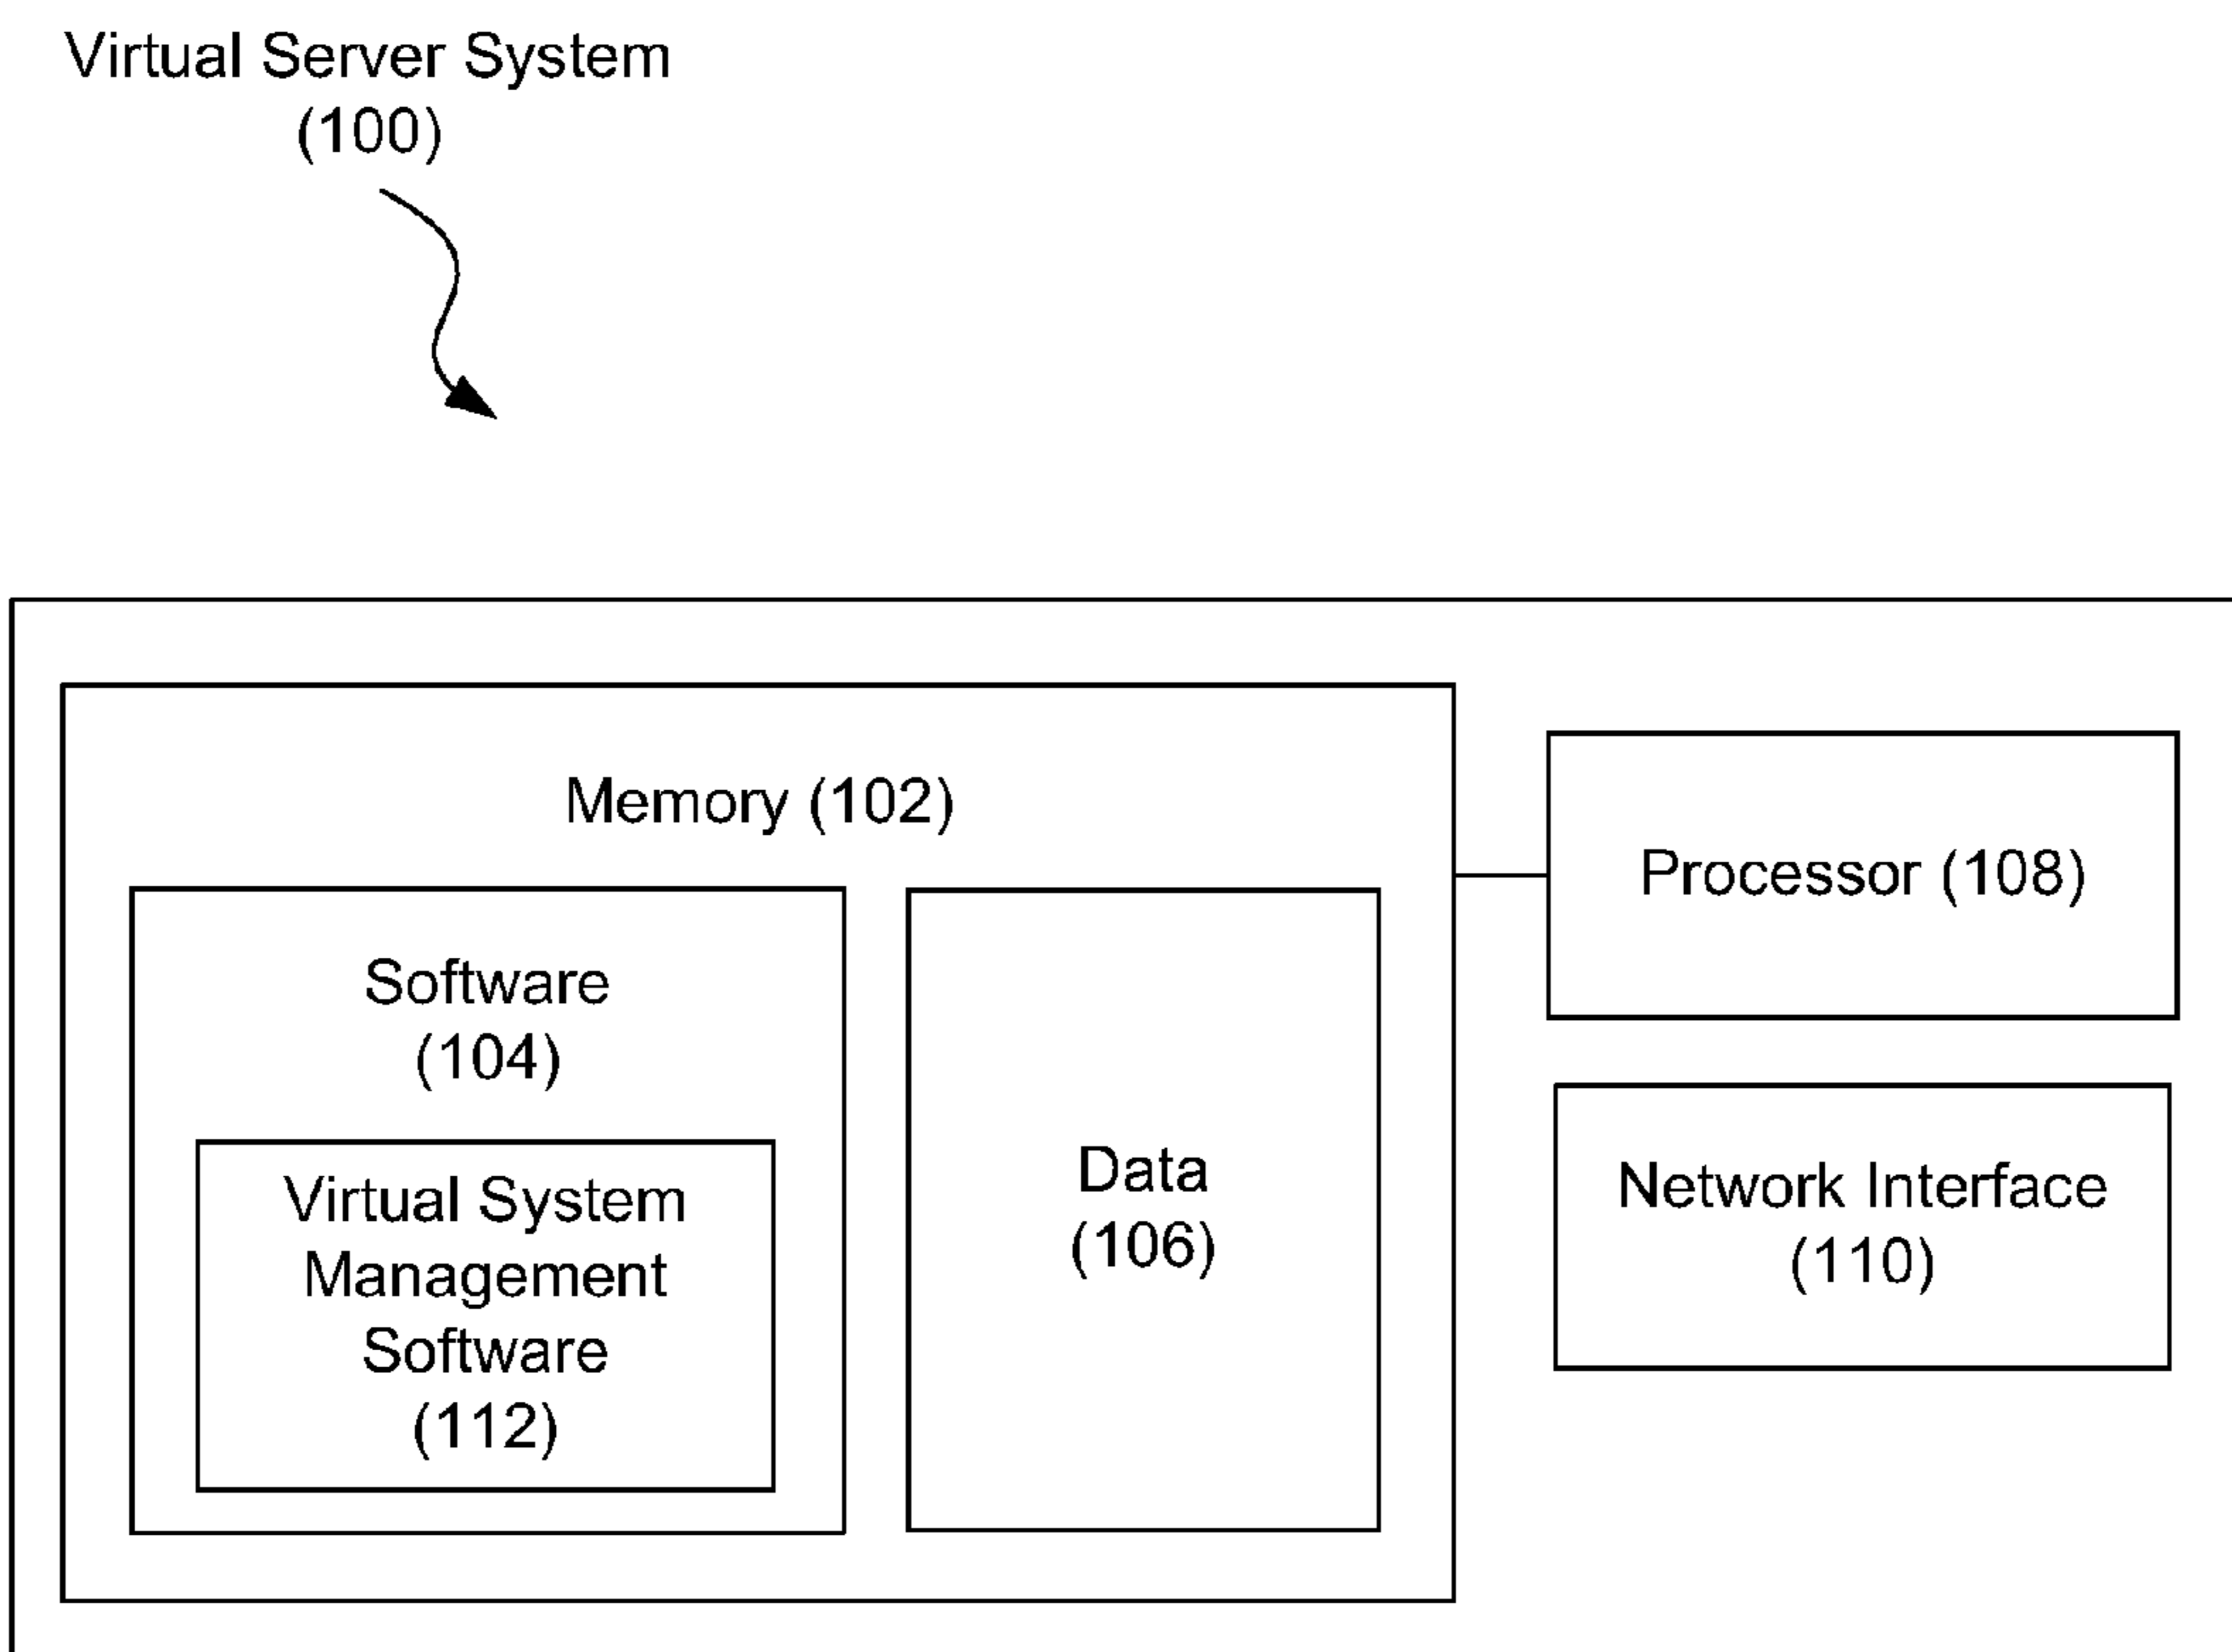 Virtual Server System
(100)
Memory (102)
Processor (108)
Software
(104)
Virtual System
Management
Software
(112)
Data
(106)
Network Interface
(110)